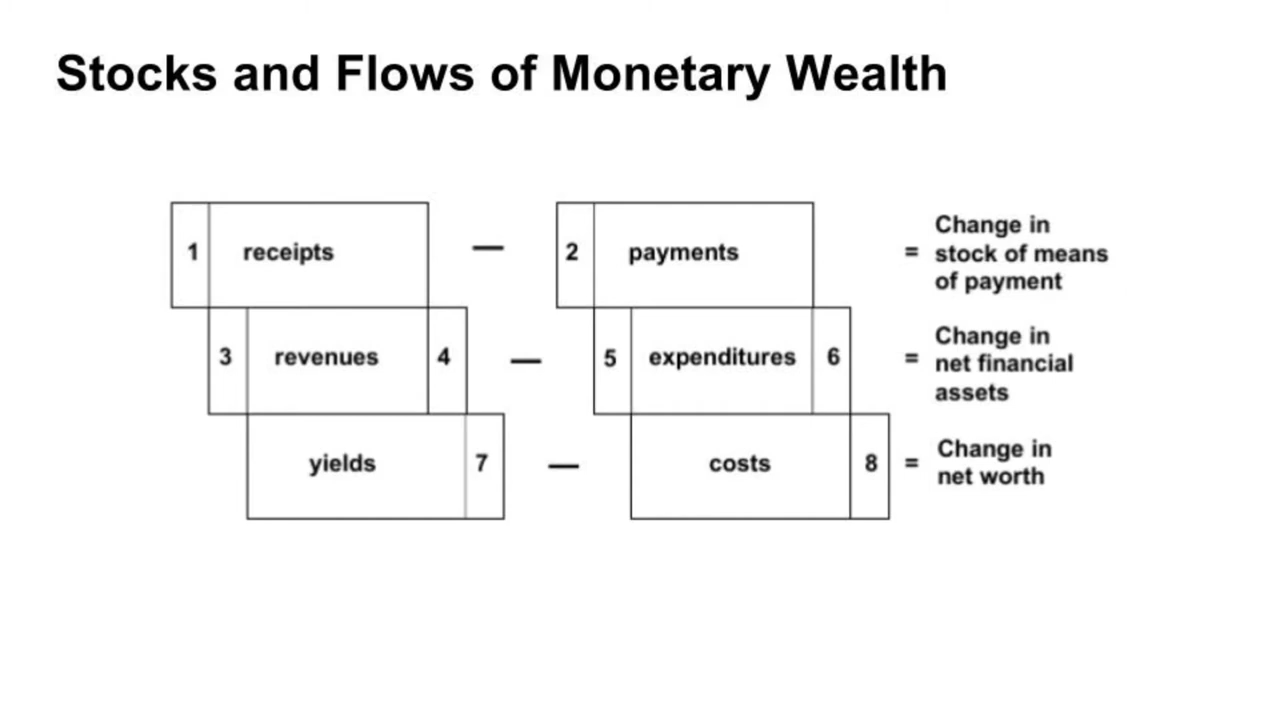 Stocks and Flows of Monetary Wealth
1 receipts — 2 payments = Change in stock of means of payment
3 revenues 4 — 5 expenditures 6 = Change in net financial assets
yields 7 — costs 8 = Change in net worth